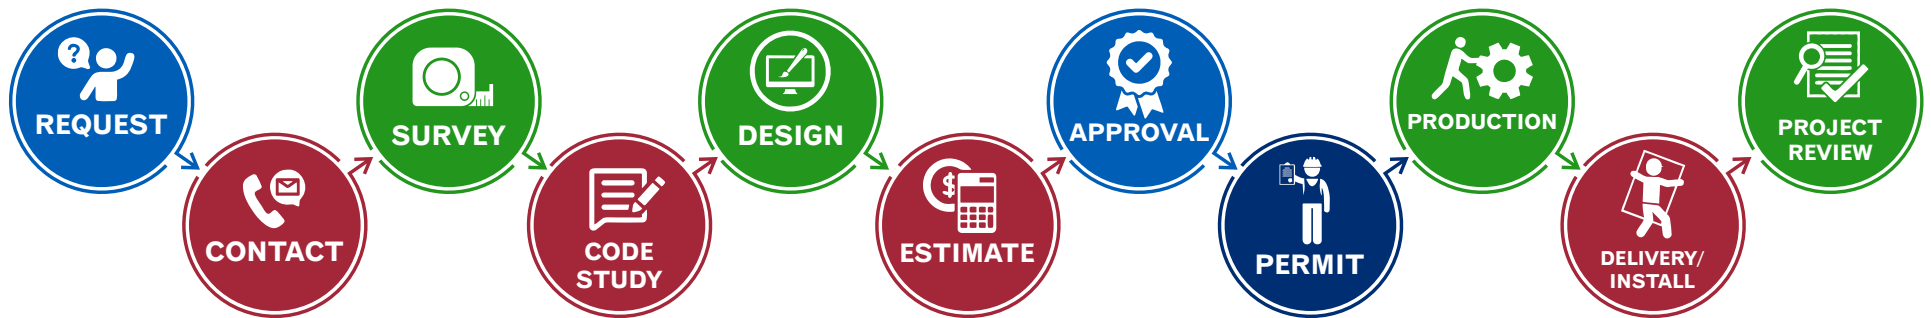 ?
REQUEST
CONTACT
SURVEY
CODE
STUDY
DESIGN
$
ESTIMATE
APPROVAL
PERMIT
PRODUCTION
DELIVERY/
INSTALL
PROJECT
REVIEW